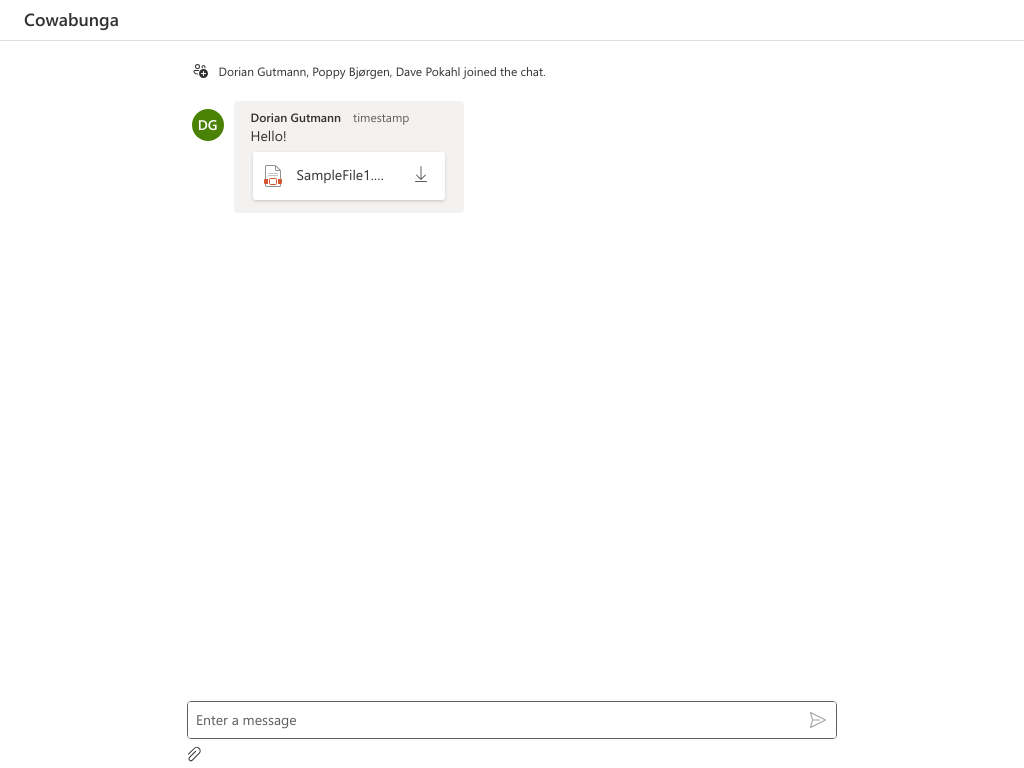 Cowabunga
Dorian Gutmann, Poppy Bjørgen, Dave Pokahl joined the chat.
DG
Dorian Gutmann timestamp
Hello!
SampleFile1....
Enter a message